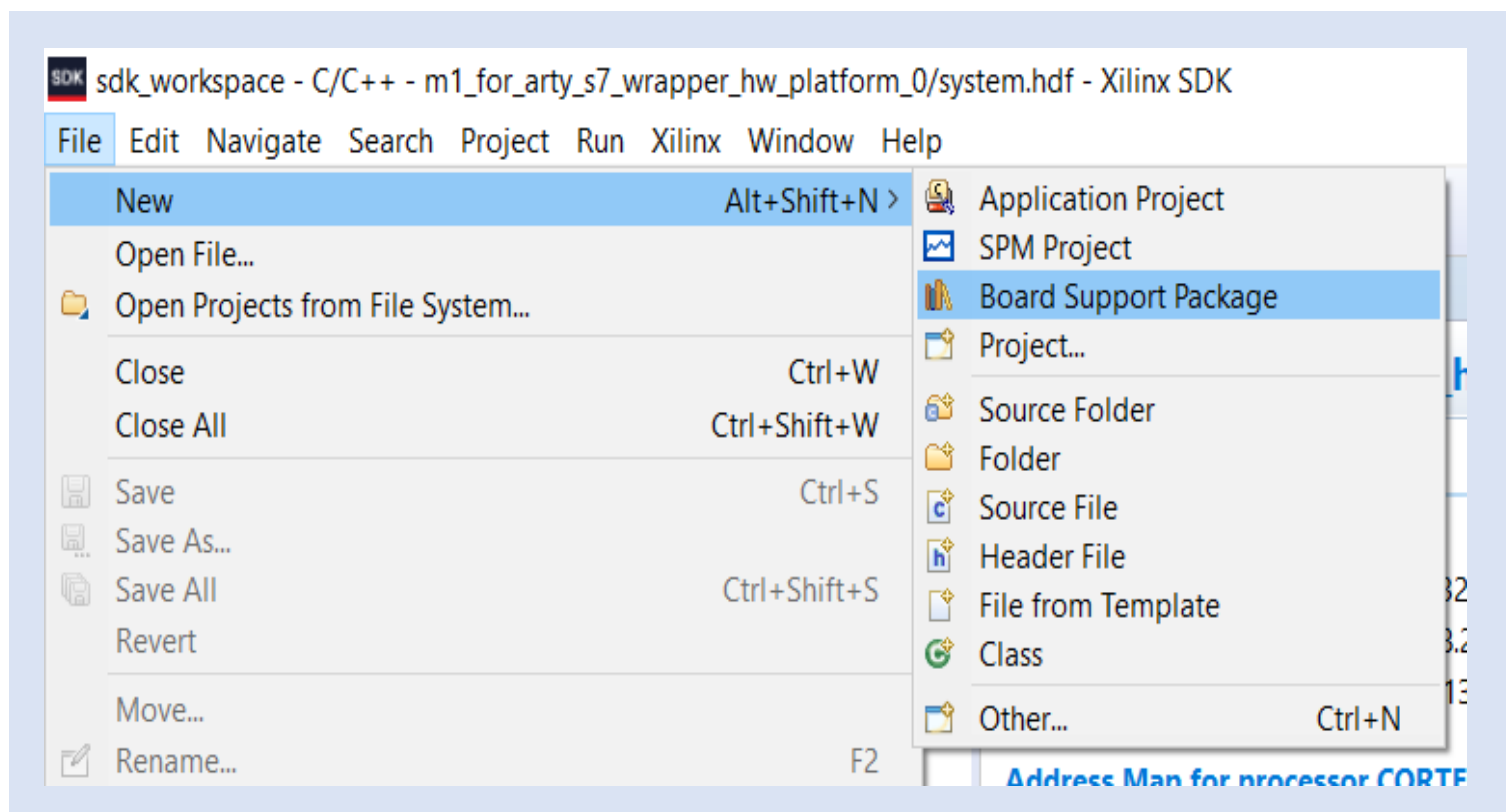 SDK sdk_workspace - C/C++ - m1_for_arty_s7_wrapper_hw_platform_0/system.hdf - Xilinx SDK
File Edit Navigate Search Project Run Xilinx Window Help
New Alt+Shift+N >
Open File...
Open Projects from File System...
Close Ctrl+W
Close All Ctrl+Shift+W
Save Ctrl+S
Save As...
Save All Ctrl+Shift+S
Revert
Move...
Rename... F2
Application Project
SPM Project
Board Support Package
Project...
Source Folder
Folder
Source File
Header File
File from Template
Class
Other... Ctrl+N
Address Map for processor CORTE